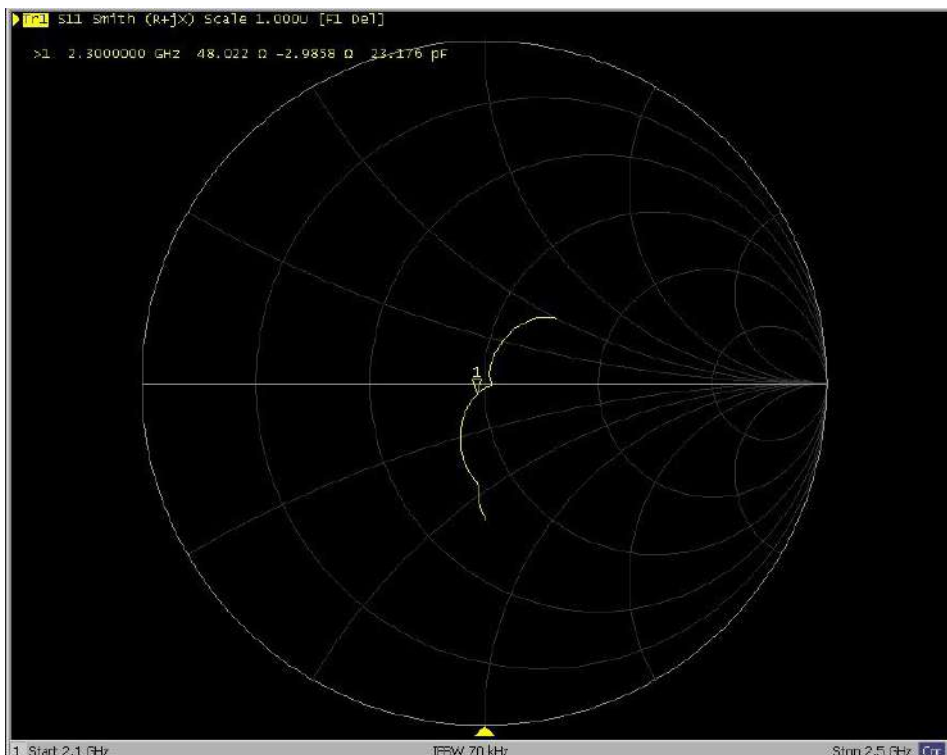 Tr1 S11 Smith (R+jX) Scale 1.000U [F1 Del]
>1 2.3000000 GHz 48.022 Ω -2.9858 Ω 23.176 pF
1
1 Start 2.1 GHz IFBW 70 kHz Stop 2.5 GHz Cor